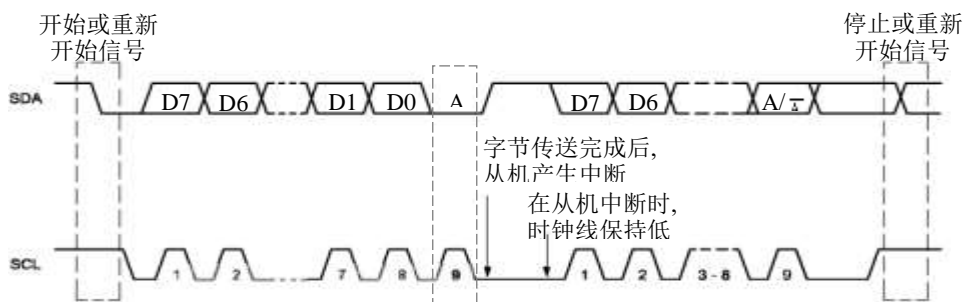 开始或重新
开始信号
停止或重新
开始信号
SDA
D7
D6
D1
D0
A
D7
D6
A/A̅
字节传送完成后,
从机产生中断
在从机中断时,
时钟线保持低
SCL
1
2
7
8
9
1
2
3 - 8
9